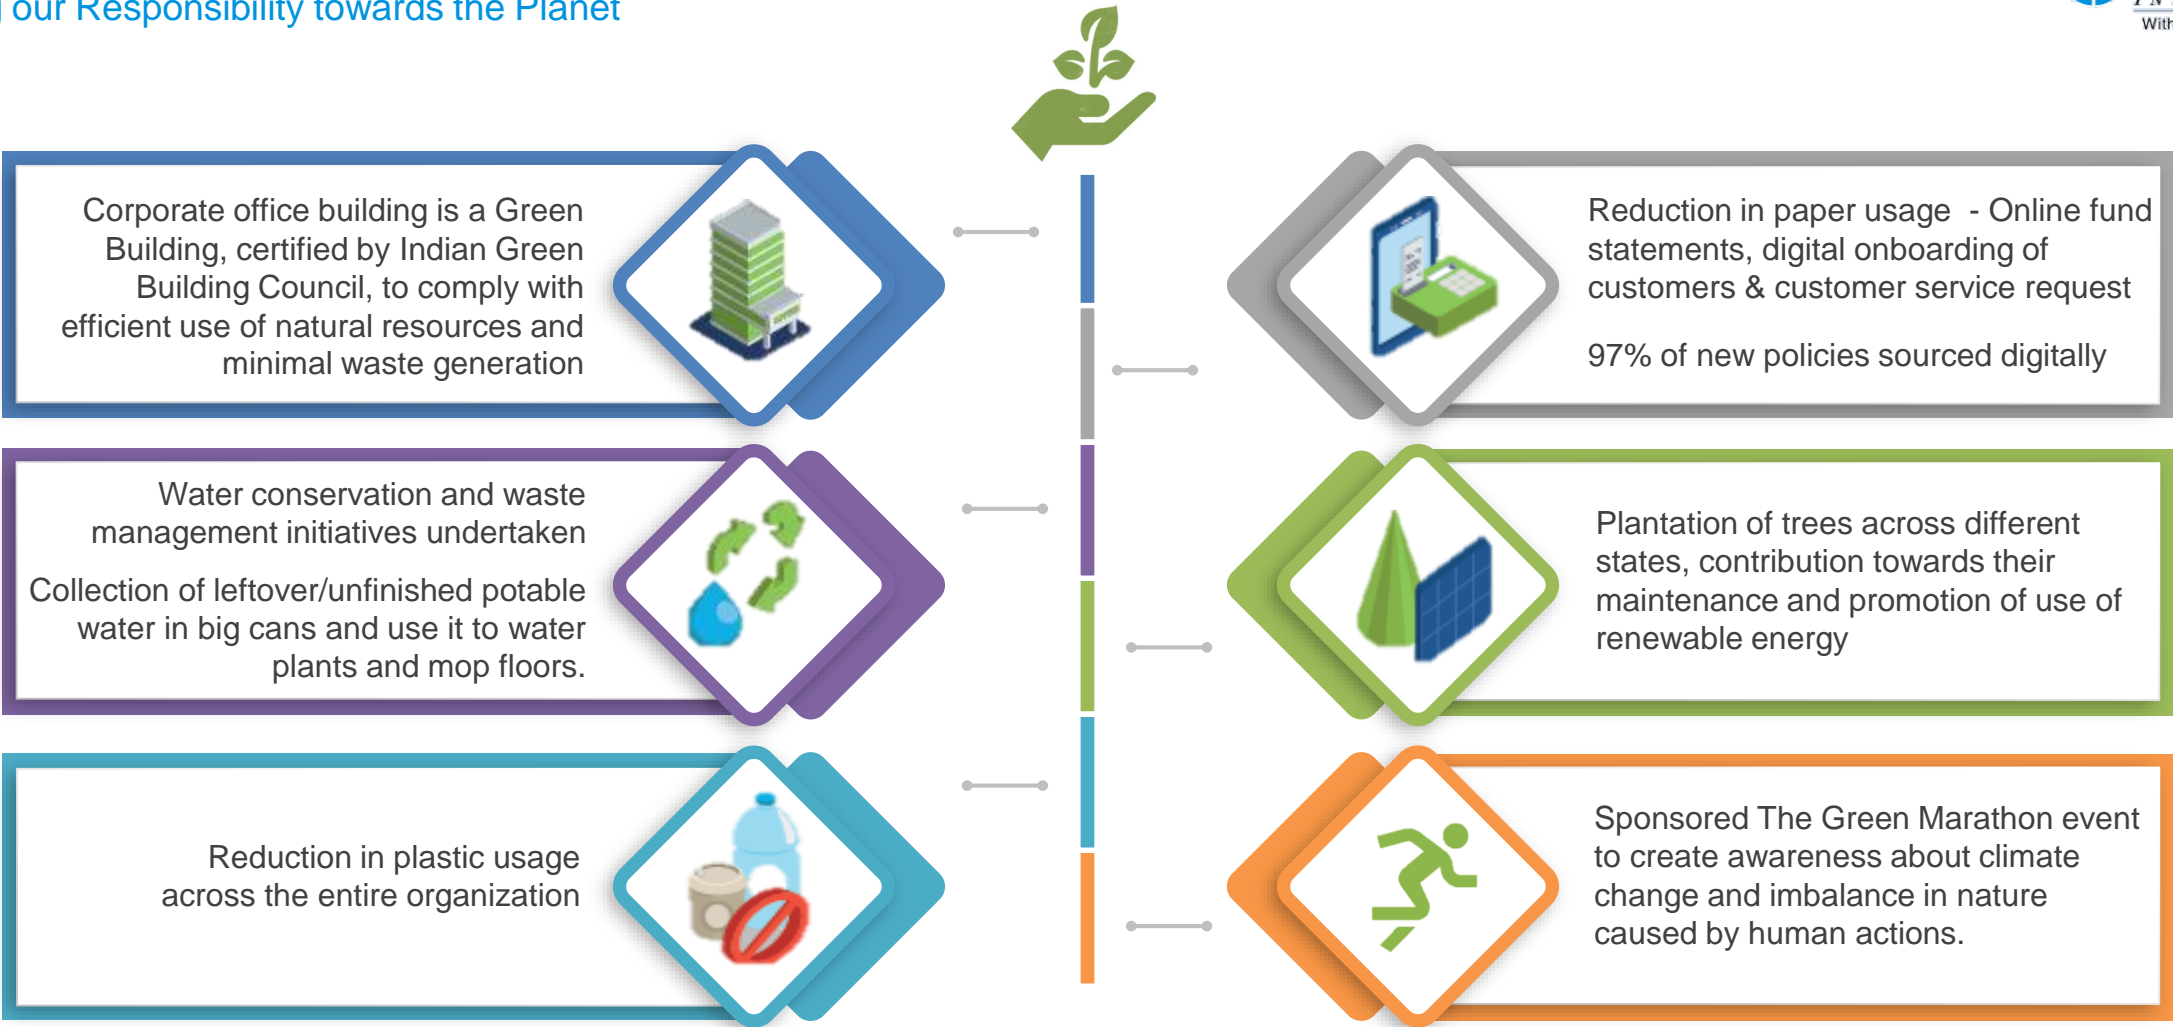 our Responsibility towards the Planet
With
Corporate office building is a Green
Building, certified by Indian Green
Building Council, to comply with
efficient use of natural resources and
minimal waste generation
Reduction in paper usage - Online fund
statements, digital onboarding of
customers & customer service request
97% of new policies sourced digitally
Water conservation and waste
management initiatives undertaken
Collection of leftover/unfinished potable
water in big cans and use it to water
plants and mop floors.
Plantation of trees across different
states, contribution towards their
maintenance and promotion of use of
renewable energy
Reduction in plastic usage
across the entire organization
Sponsored The Green Marathon event
to create awareness about climate
change and imbalance in nature
caused by human actions.